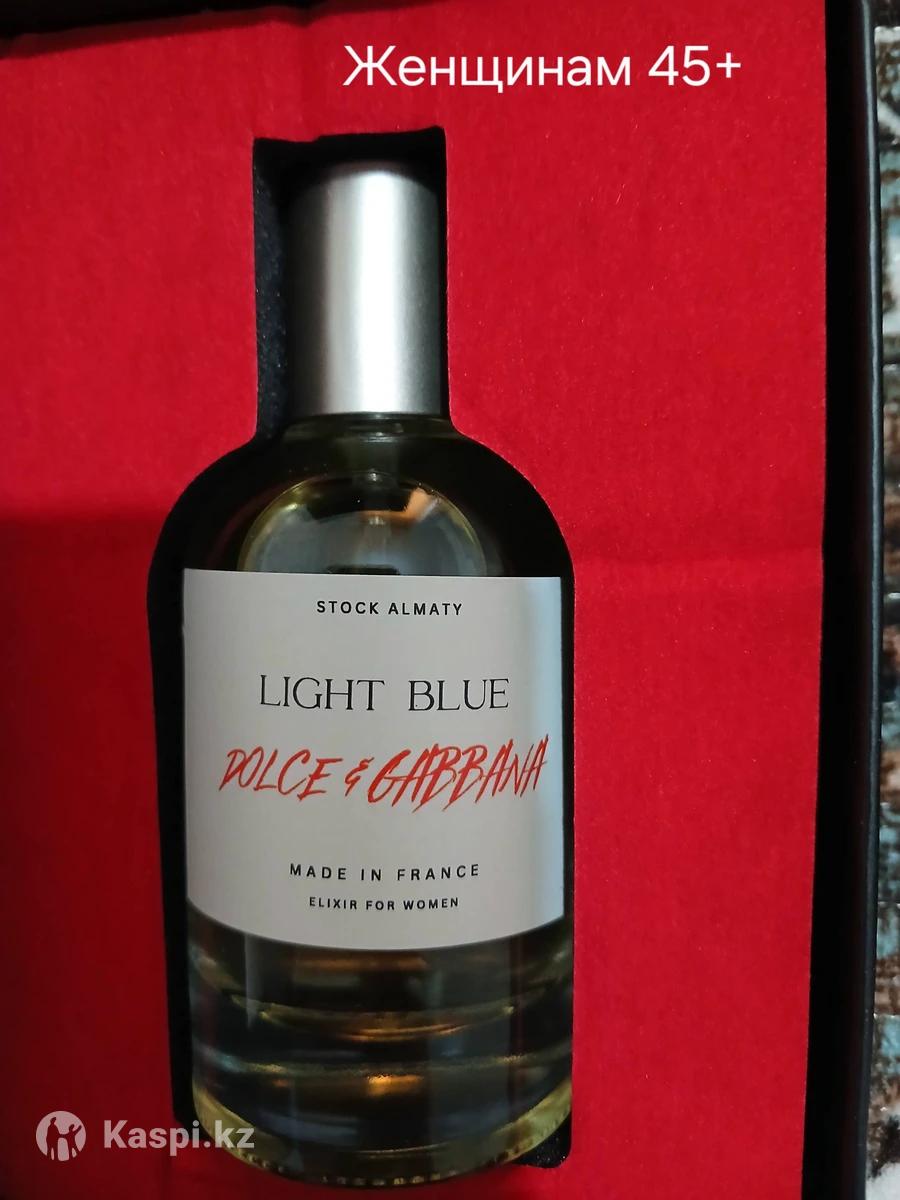 Женщинам 45+
STOCK ALMATY
LIGHT BLUE
DOLCE & GABBANA
MADE IN FRANCE
ELIXIR FOR WOMEN
Kaspi.kz